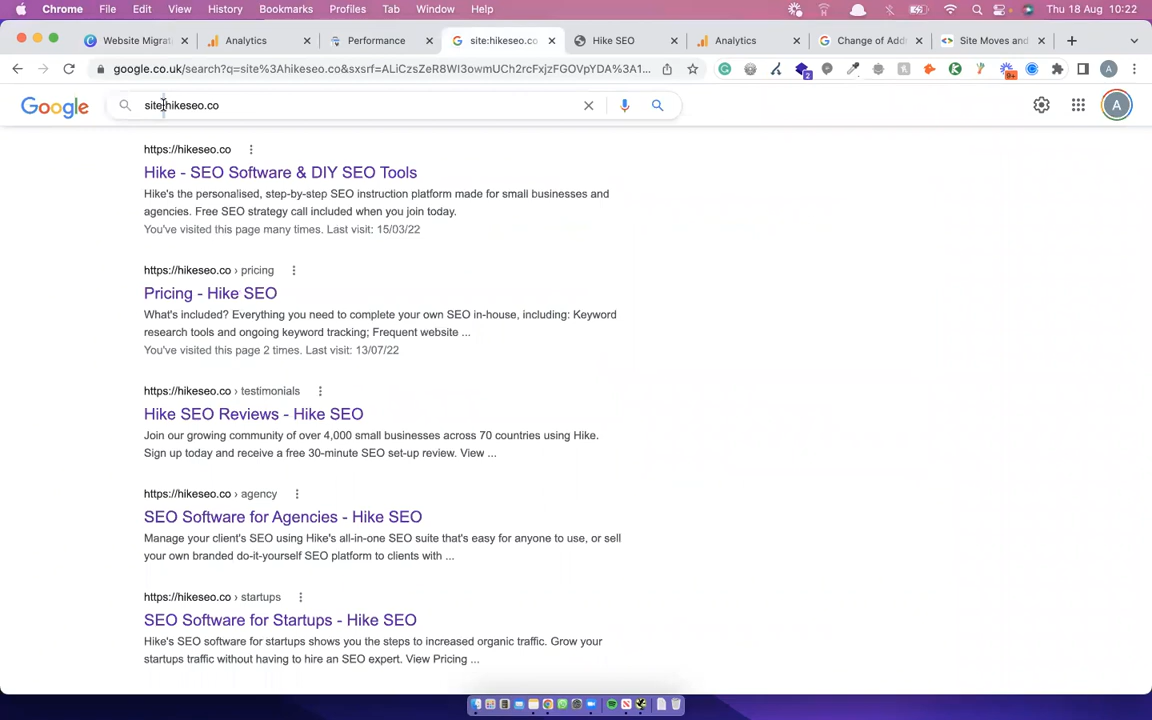 Chrome File Edit View History Bookmarks Profiles Tab Window Help Thu 18 Aug 10:22
Website Migrat Analytics Performance site:hikeseo.co Hike SEO Analytics Change of Addr Site Moves and
google.co.uk/search?q=site%3Ahikeseo.co&sxsrf=ALiCzsZeR8WI3owmUCh2rcFxjzFGOVpYDA%3A1... 2 9+ A
Google site:hikeseo.co A
https://hikeseo.co
Hike - SEO Software & DIY SEO Tools
Hike's the personalised, step-by-step SEO instruction platform made for small businesses and
agencies. Free SEO strategy call included when you join today.
You've visited this page many times. Last visit: 15/03/22
https://hikeseo.co › pricing
Pricing - Hike SEO
What's included? Everything you need to complete your own SEO in-house, including: Keyword
research tools and ongoing keyword tracking; Frequent website ...
You've visited this page 2 times. Last visit: 13/07/22
https://hikeseo.co › testimonials
Hike SEO Reviews - Hike SEO
Join our growing community of over 4,000 small businesses across 70 countries using Hike.
Sign up today and receive a free 30-minute SEO set-up review. View ...
https://hikeseo.co › agency
SEO Software for Agencies - Hike SEO
Manage your client's SEO using Hike's all-in-one SEO suite that's easy for anyone to use, or sell
your own branded do-it-yourself SEO platform to clients with ...
https://hikeseo.co › startups
SEO Software for Startups - Hike SEO
Hike's SEO software for startups shows you the steps to increased organic traffic. Grow your
startups traffic without having to hire an SEO expert. View Pricing ...